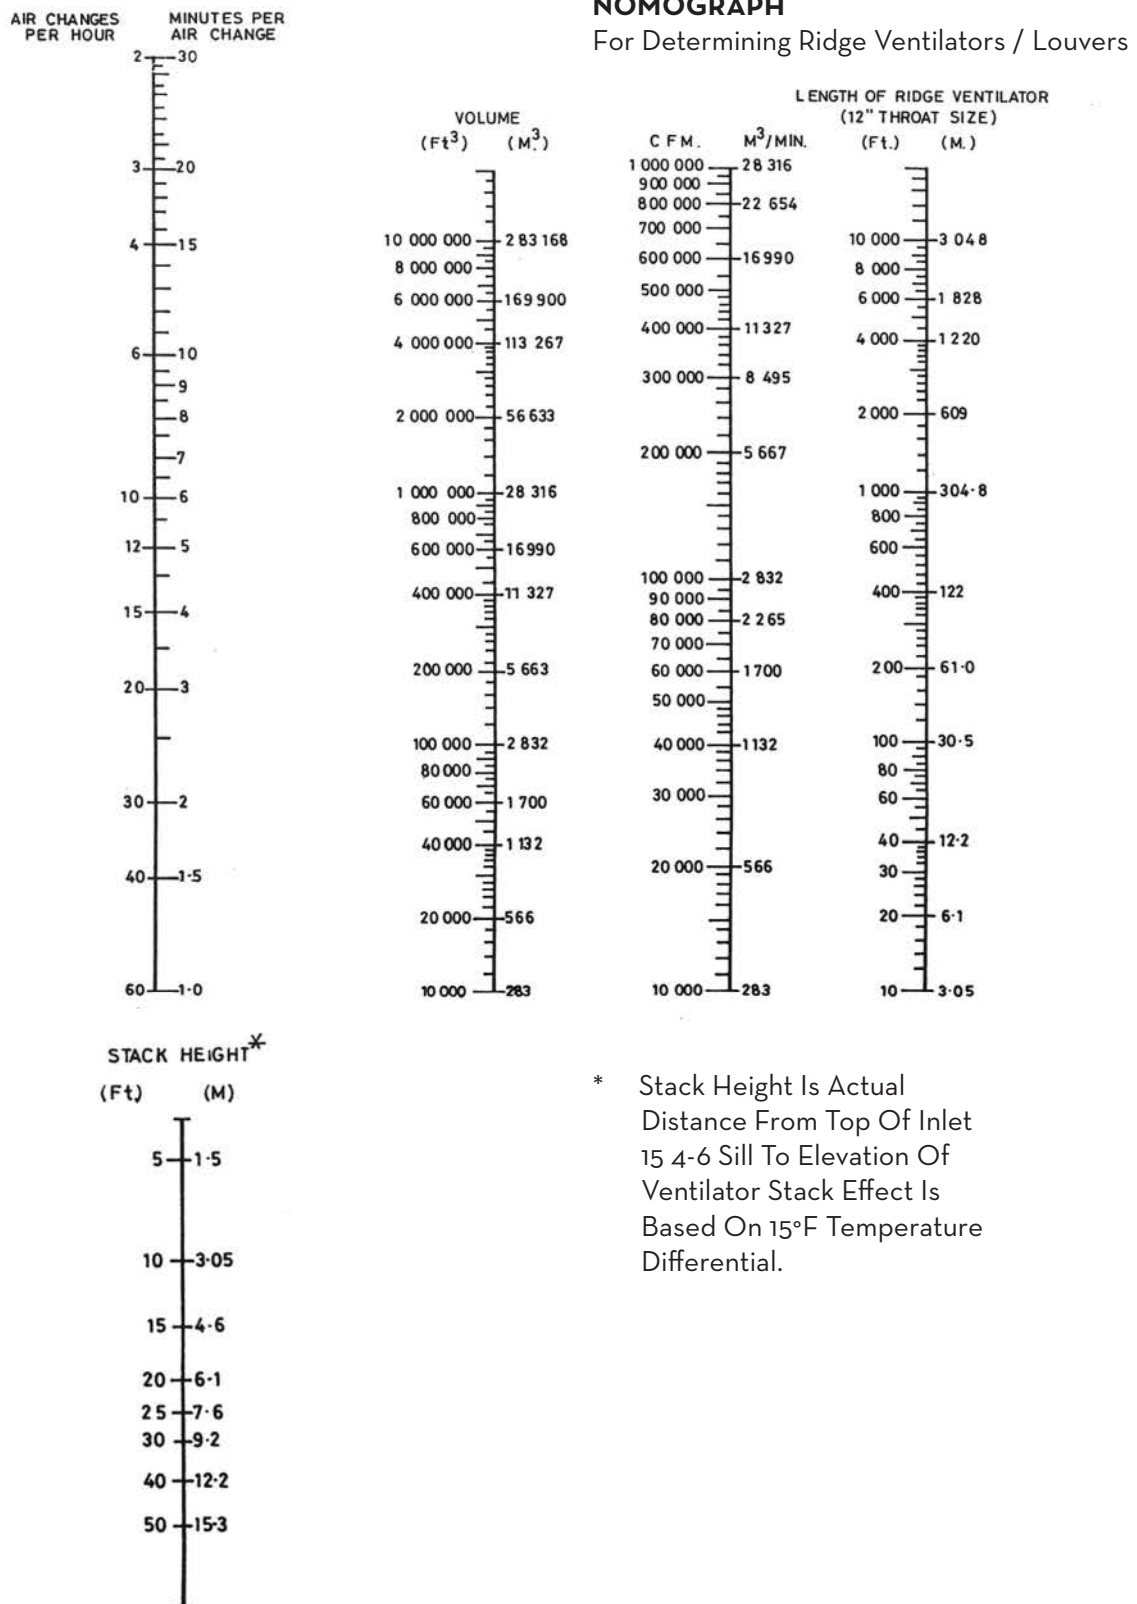 NOMOGRAPH
For Determining Ridge Ventilators / Louvers
AIR CHANGES
PER HOUR
MINUTES PER
AIR CHANGE
2 30
3 20
4 15
6 10
9
8
7
10 6
12 5
15 4
20 3
30 2
40 1·5
60 1·0
VOLUME
(Ft³) (M³.)
10 000 000 283 168
8 000 000
6 000 000 169 900
4 000 000 113 267
2 000 000 56 633
1 000 000 28 316
800 000
600 000 16990
400 000 11 327
200 000 5 663
100 000 2 832
80 000
60 000 1 700
40 000 1 132
20 000 566
10 000 283
C F M. M³/MIN.
1 000 000 28 316
900 000
800 000 22 654
700 000
600 000 16990
500 000
400 000 11327
300 000 8 495
200 000 5 667
100 000 2 832
90 000
80 000 2 265
70 000
60 000 1700
50 000
40 000 1132
30 000
20 000 566
10 000 283
LENGTH OF RIDGE VENTILATOR
(12" THROAT SIZE)
(Ft.) (M.)
10 000 3 048
8 000
6 000 1 828
4 000 1 220
2 000 609
1 000 304·8
800
600
400 122
200 61·0
100 30·5
80
60
40 12·2
30
20 6·1
10 3·05
STACK HEIGHT*
(Ft.) (M)
5 1·5
10 3·05
15 4·6
20 6·1
25 7·6
30 9·2
40 12·2
50 15·3
* Stack Height Is Actual
Distance From Top Of Inlet
15 4-6 Sill To Elevation Of
Ventilator Stack Effect Is
Based On 15°F Temperature
Differential.